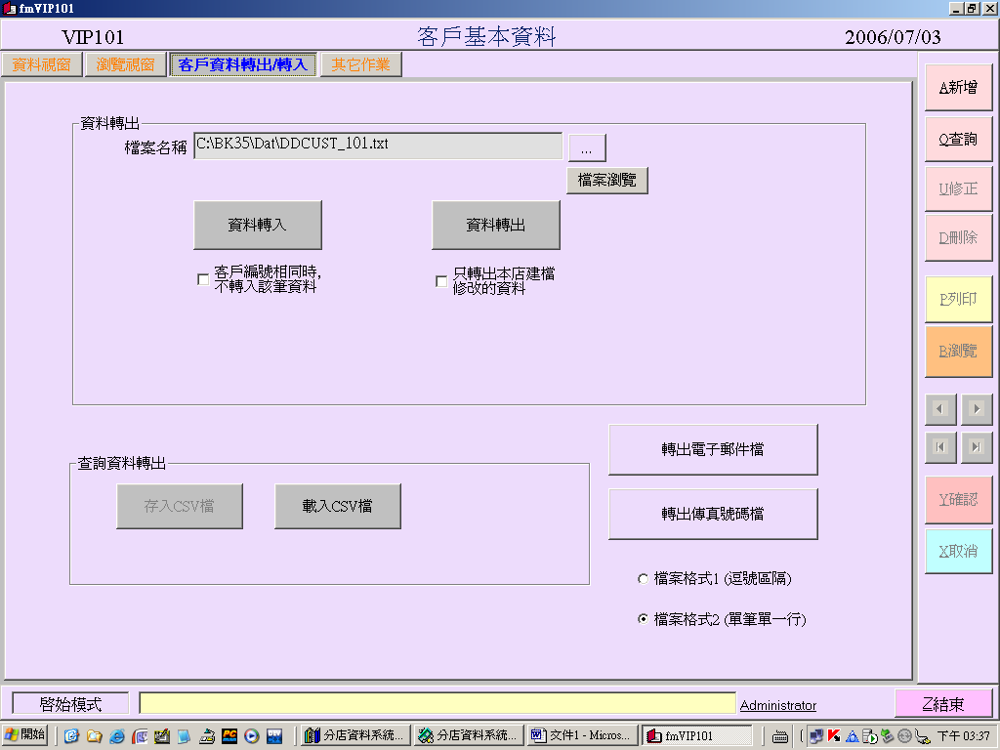 fmVIP101
VIP101
客戶基本資料
2006/07/03
資料視窗
瀏覽視窗
客戶資料轉出/轉入
其它作業
資料轉出
檔案名稱
C:\BK35\Dat\DDCUST_101.txt
...
檔案瀏覽
資料轉入
資料轉出
客戶編號相同時,
不轉入該筆資料
只轉出本店建檔
修改的資料
查詢資料轉出
存入CSV檔
載入CSV檔
轉出電子郵件檔
轉出傳真號碼檔
檔案格式1 (逗號區隔)
檔案格式2 (單筆單一行)
A新增
Q查詢
U修正
D刪除
P列印
B瀏覽
Y確認
X取消
啓始模式
Administrator
Z結束
開始
分店資料系統...
分店資料系統...
文件1 - Micros...
fmVIP101
下午 03:37